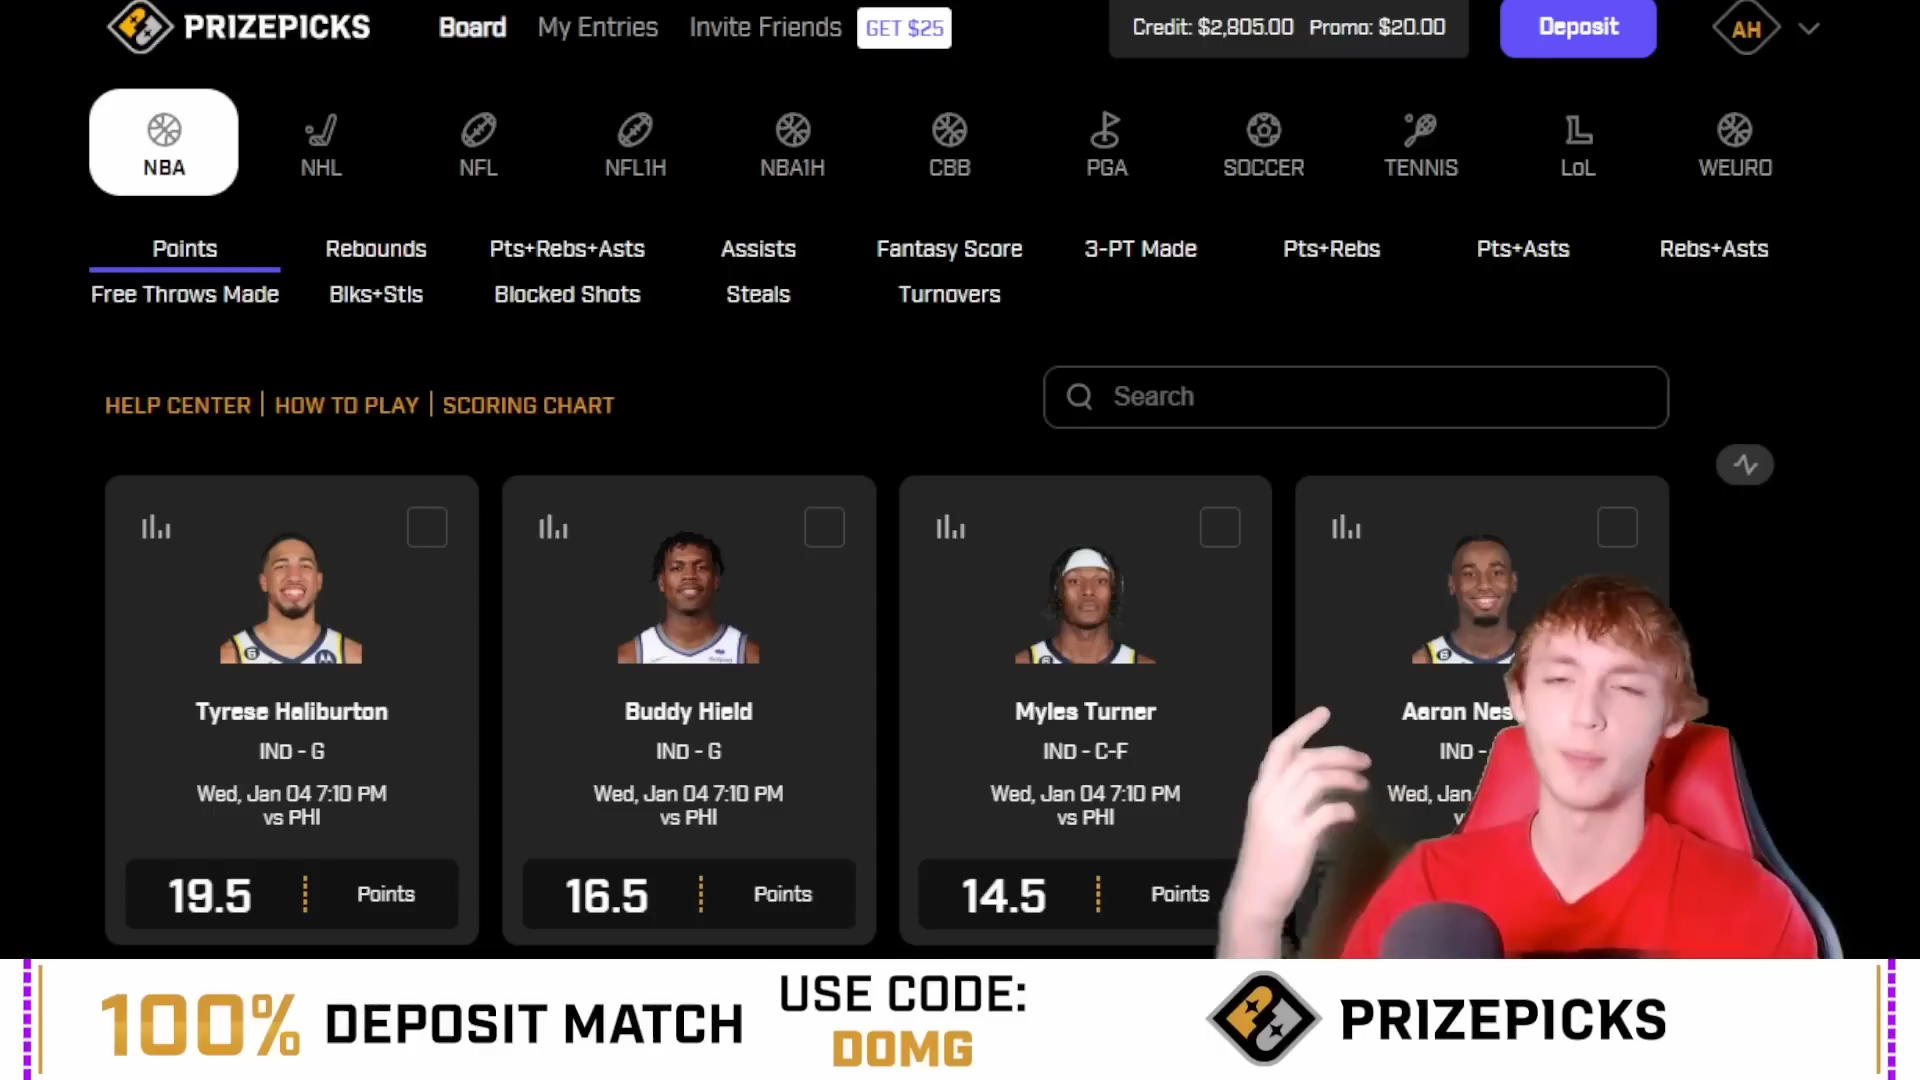 PRIZEPICKS Board My Entries Invite Friends GET $25 Credit: $2,805.00 Promo: $20.00 Deposit AH
NBA NHL NFL NFL1H NBA1H CBB PGA SOCCER TENNIS LoL WEURO
Points Rebounds Pts+Rebs+Asts Assists Fantasy Score 3-PT Made Pts+Rebs Pts+Asts Rebs+Asts
Free Throws Made Blks+Stls Blocked Shots Steals Turnovers
HELP CENTER | HOW TO PLAY | SCORING CHART
Search
Tyrese Haliburton
IND - G
Wed, Jan 04 7:10 PM
vs PHI
19.5 Points
Buddy Hield
IND - G
Wed, Jan 04 7:10 PM
vs PHI
16.5 Points
Myles Turner
IND - C-F
Wed, Jan 04 7:10 PM
vs PHI
14.5 Points
Aaron Nes
IND -
Wed, Jan
100% DEPOSIT MATCH
USE CODE:
DOMG
PRIZEPICKS